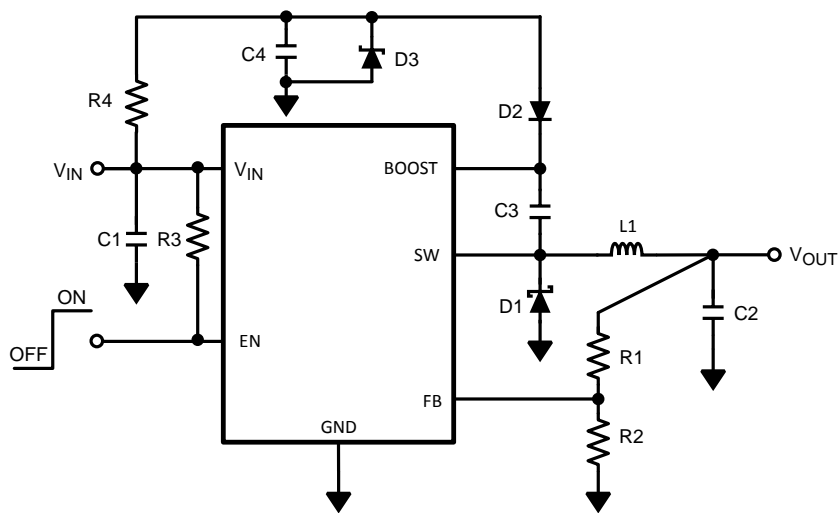 C4
D3
R4
D2
VIN
VIN
BOOST
C1
R3
C3
L1
SW
VOUT
ON
D1
C2
OFF
EN
R1
FB
GND
R2